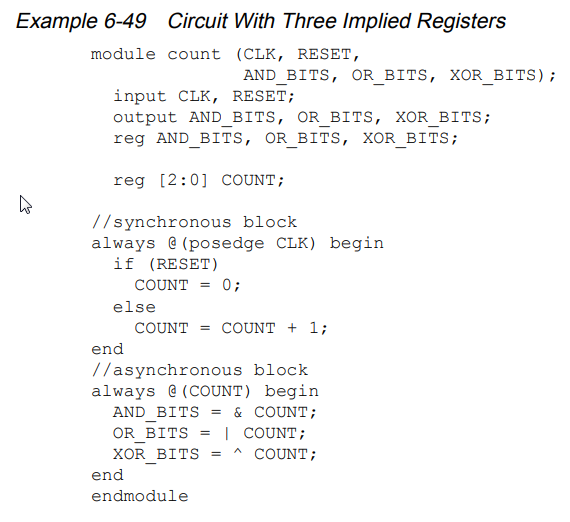 Example 6-49 Circuit With Three Implied Registers
module count (CLK, RESET,
AND_BITS, OR_BITS, XOR_BITS);
input CLK, RESET;
output AND_BITS, OR_BITS, XOR_BITS;
reg AND_BITS, OR_BITS, XOR_BITS;
reg [2:0] COUNT;
//synchronous block
always @(posedge CLK) begin
if (RESET)
COUNT = 0;
else
COUNT = COUNT + 1;
end
//asynchronous block
always @(COUNT) begin
AND_BITS = & COUNT;
OR_BITS = | COUNT;
XOR_BITS = ^ COUNT;
end
endmodule